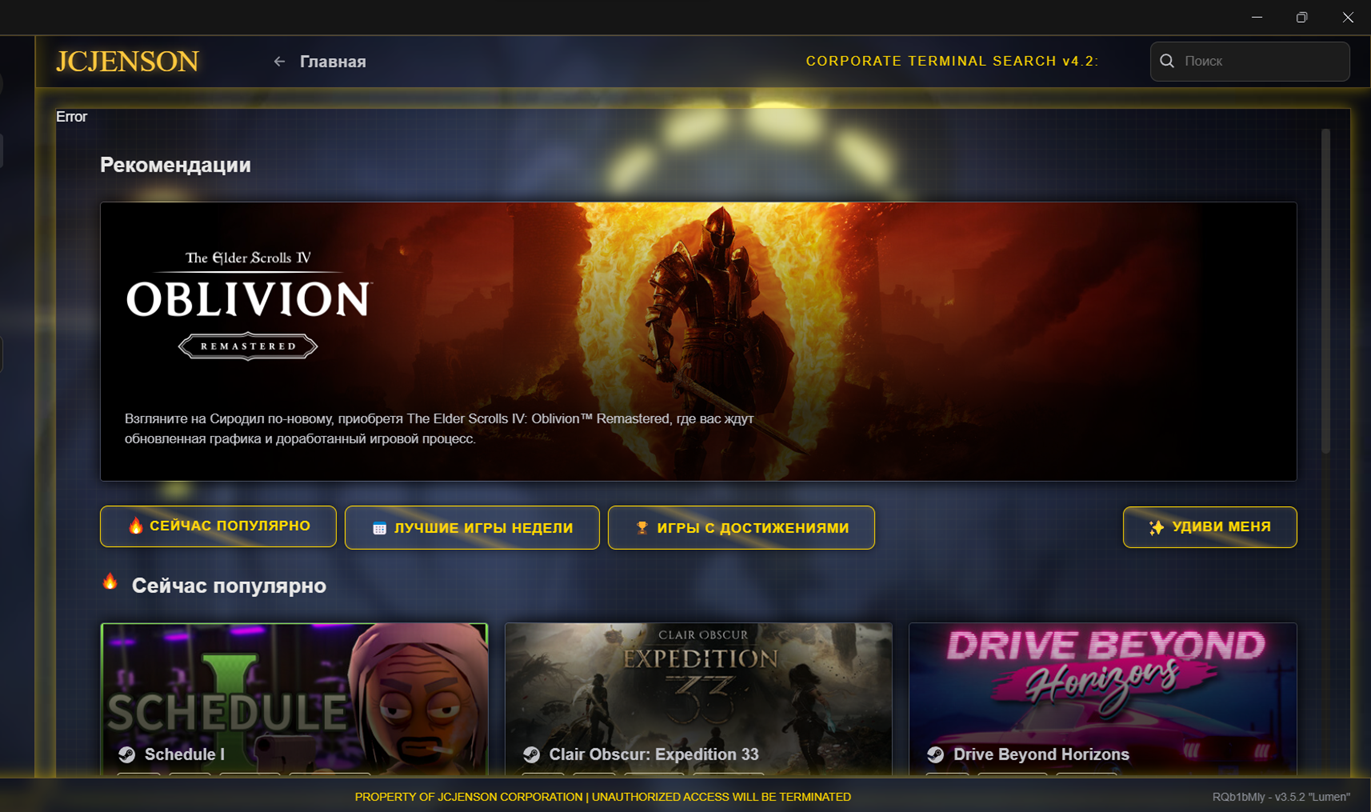 JCJENSON
Главная
CORPORATE TERMINAL SEARCH v4.2:
Поиск
Error
Рекомендации
The Elder Scrolls IV
OBLIVION
REMASTERED
Взгляните на Сиродил по-новому, приобретя The Elder Scrolls IV: Oblivion™ Remastered, где вас ждут
обновленная графика и доработанный игровой процесс.
СЕЙЧАС ПОПУЛЯРНО
ЛУЧШИЕ ИГРЫ НЕДЕЛИ
ИГРЫ С ДОСТИЖЕНИЯМИ
УДИВИ МЕНЯ
Сейчас популярно
SCHEDULE I
Schedule I
CLAIR OBSCUR
EXPEDITION
33
Clair Obscur: Expedition 33
DRIVE BEYOND
Horizons
Drive Beyond Horizons
PROPERTY OF JCJENSON CORPORATION | UNAUTHORIZED ACCESS WILL BE TERMINATED
RQb1bMly - v3.5.2 "Lumen"